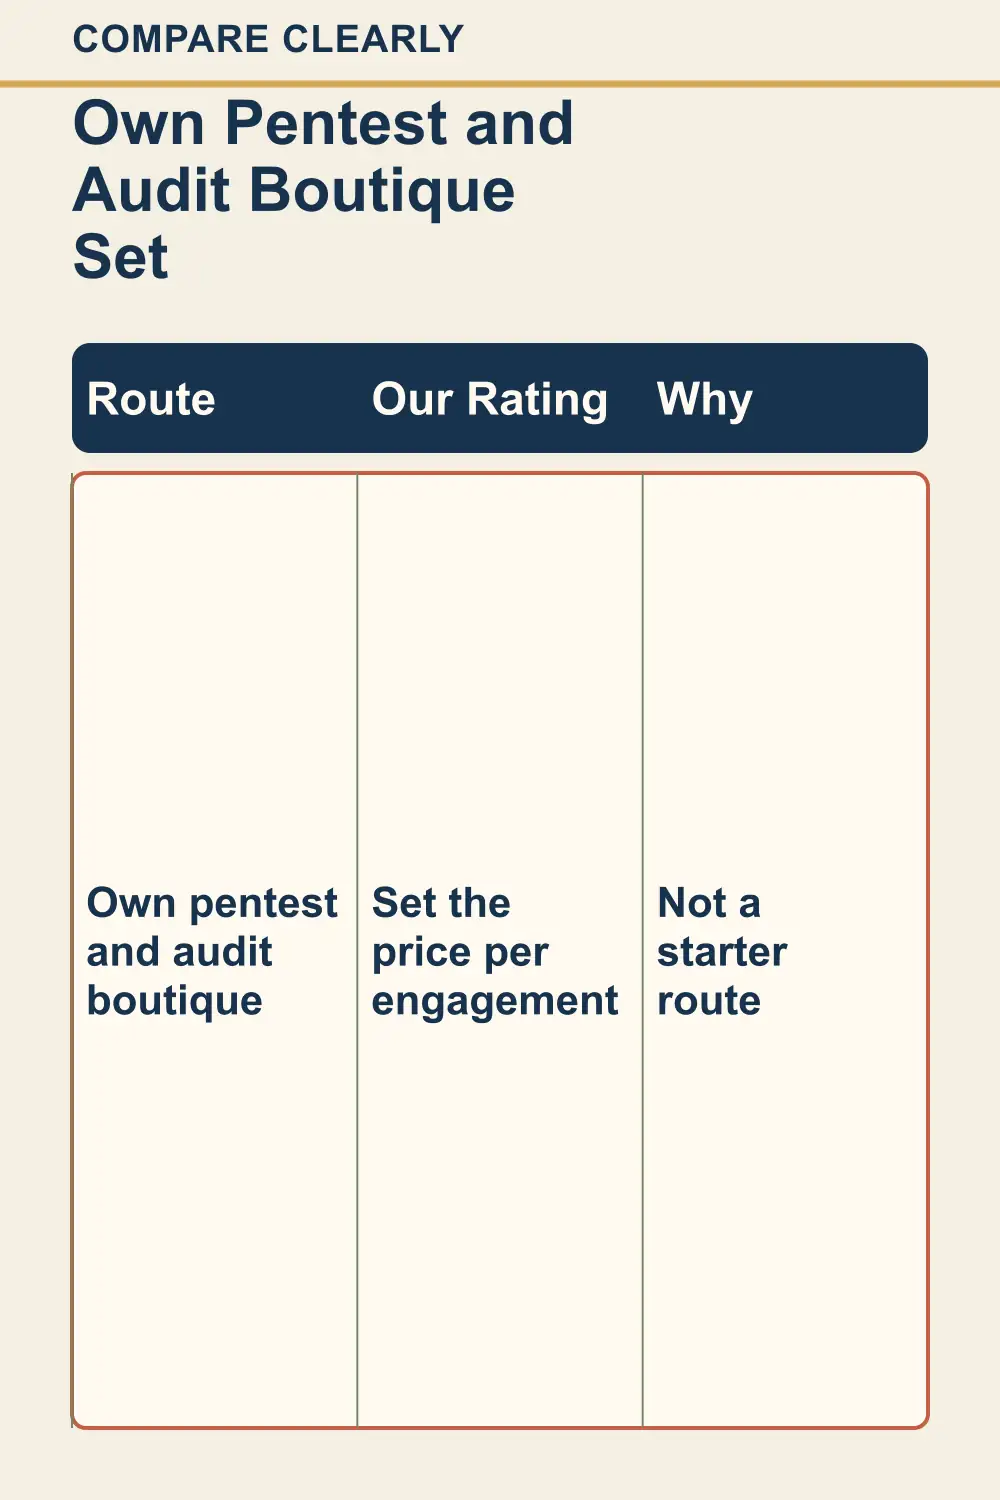 COMPARE CLEARLY
Own Pentest and
Audit Boutique
Set
Route
Our Rating
Why
Own pentest
and audit
boutique
Set the
price per
engagement
Not a
starter
route